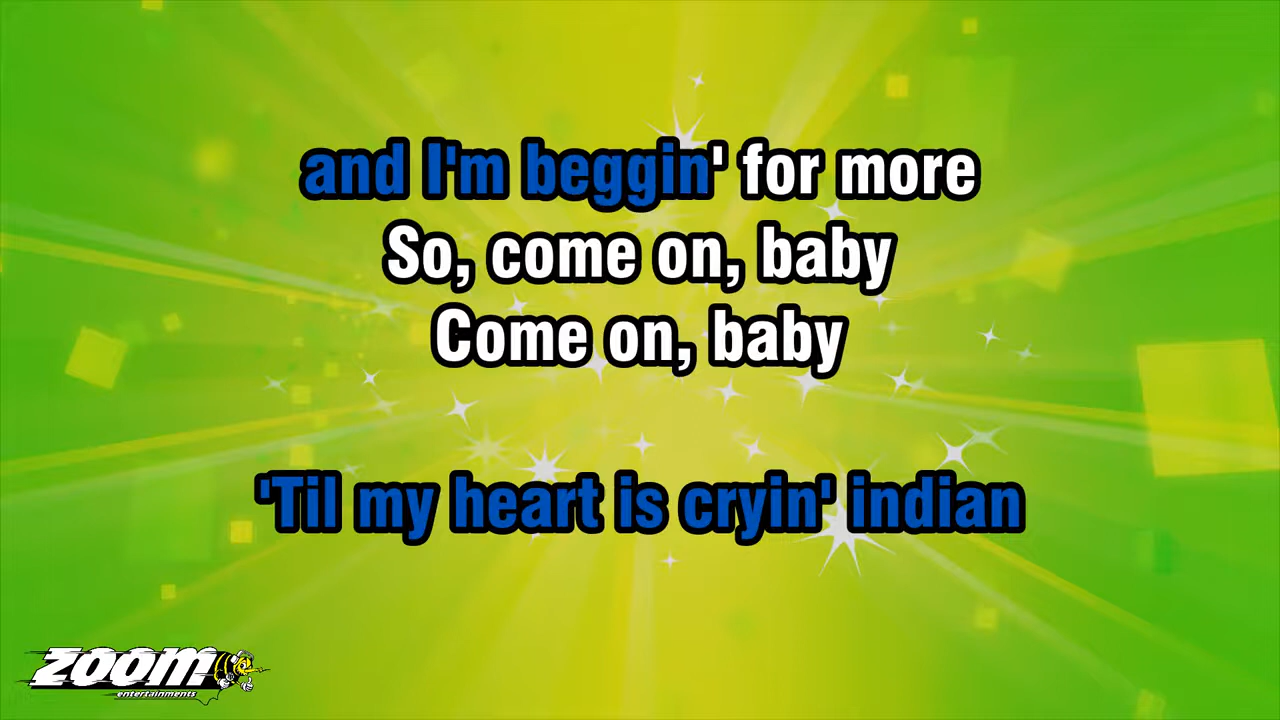 and I'm beggin' for more
So, come on, baby
Come on, baby
'Til my heart is cryin' indian
ZOOM
entertainments